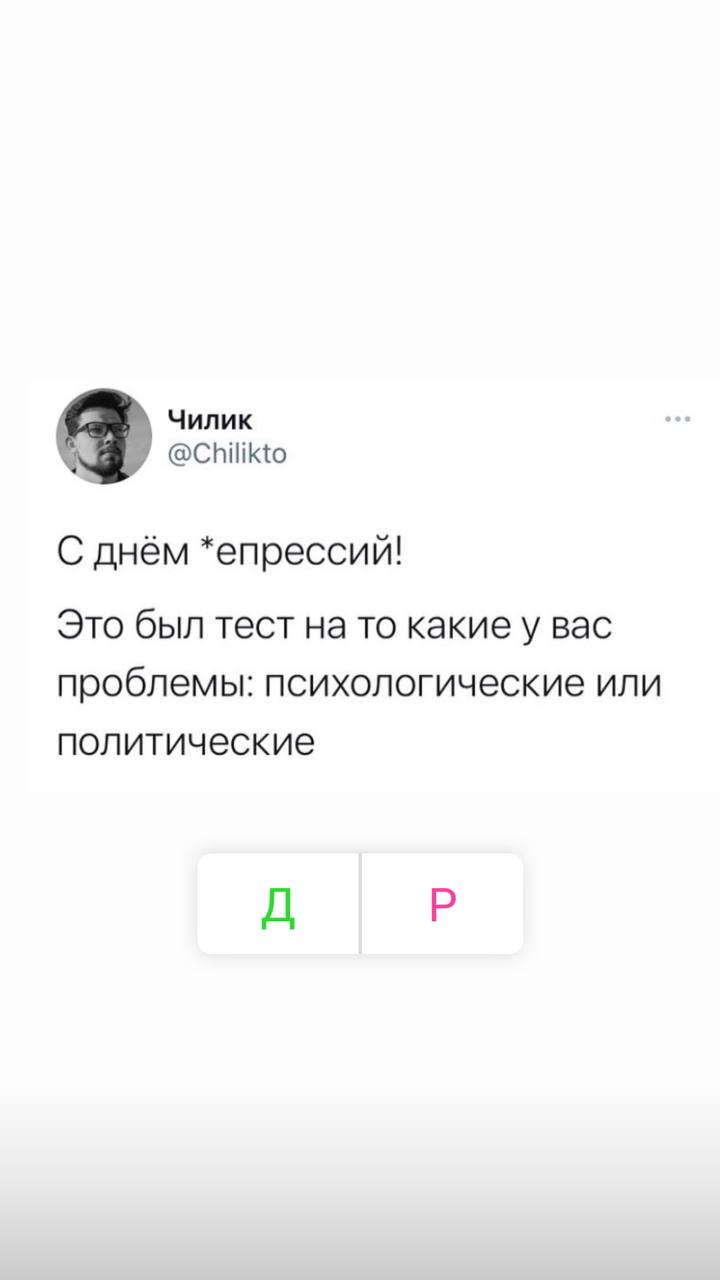 Чилик
@Chilikto
С днём *епрессий!
Это был тест на то какие у вас
проблемы: психологические или
политические
Д Р